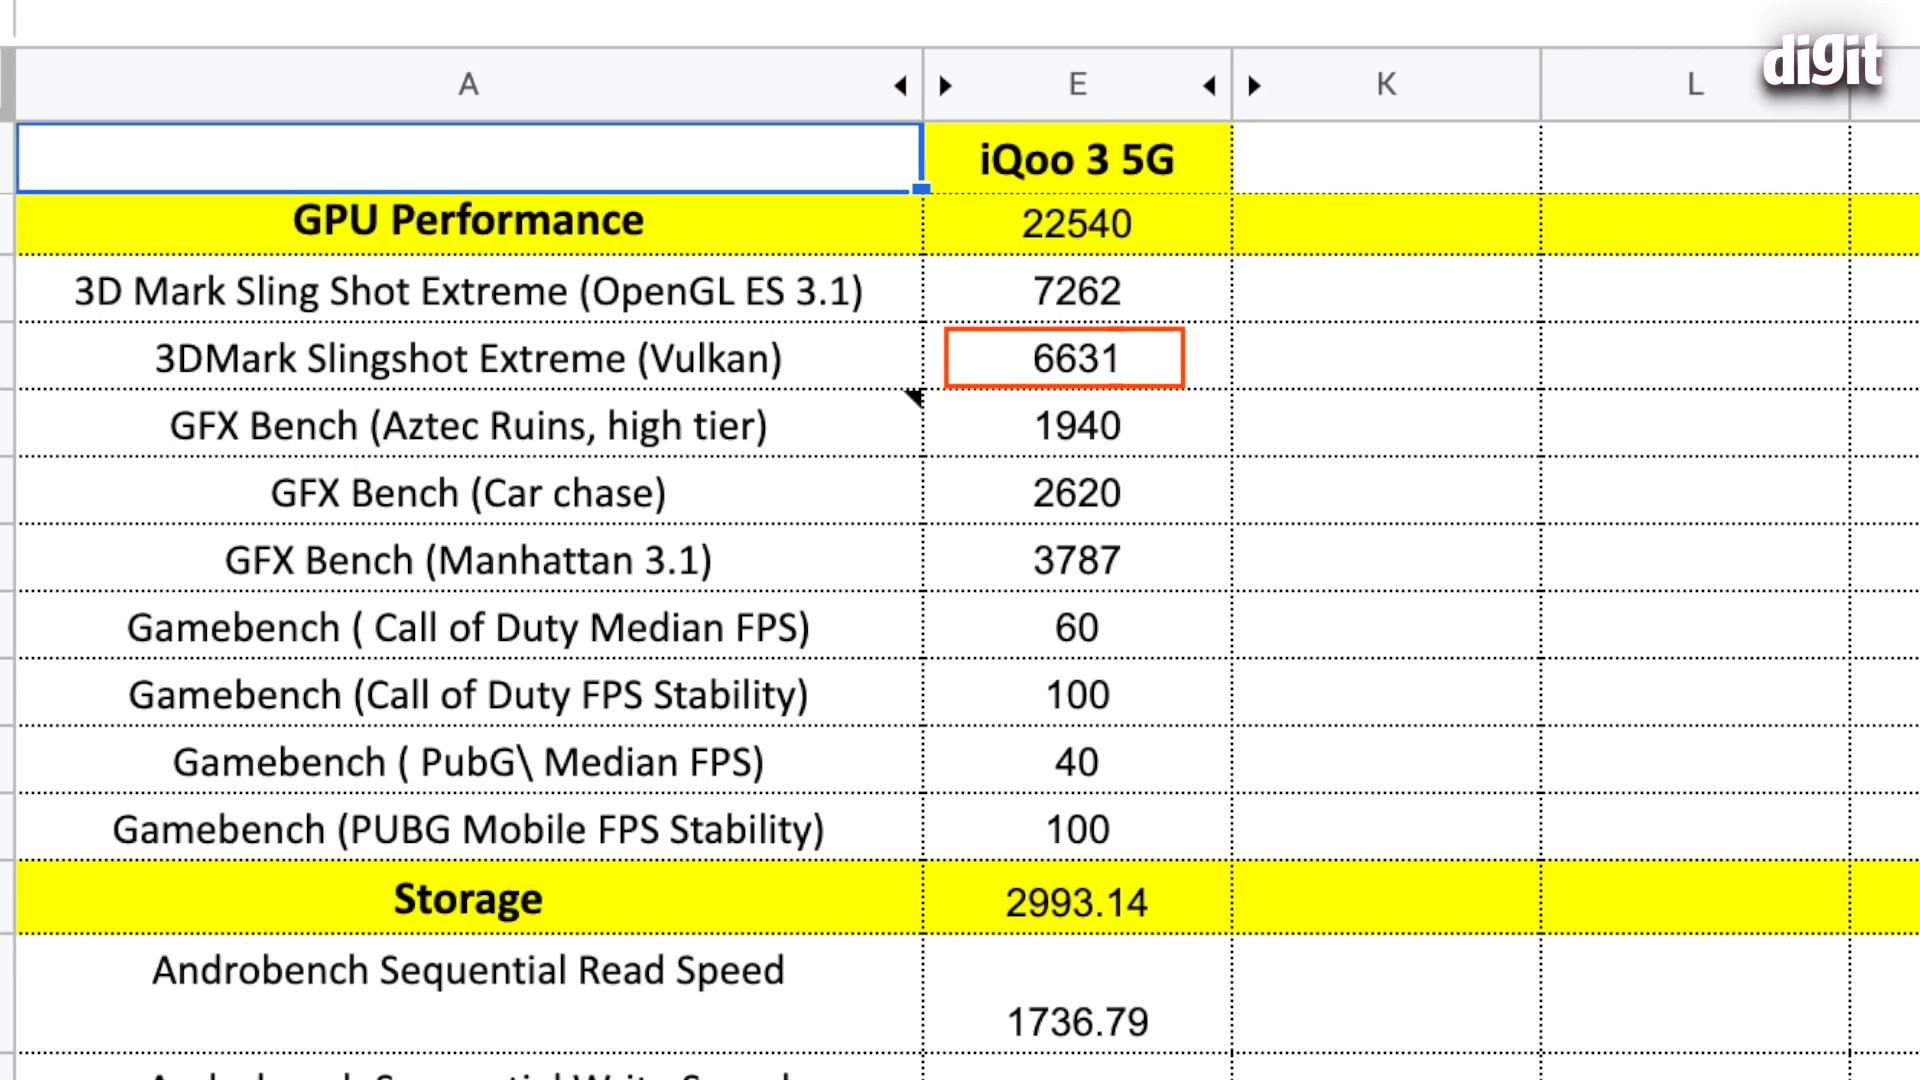 digit
A E K L
iQoo 3 5G
GPU Performance 22540
3D Mark Sling Shot Extreme (OpenGL ES 3.1) 7262
3DMark Slingshot Extreme (Vulkan) 6631
GFX Bench (Aztec Ruins, high tier) 1940
GFX Bench (Car chase) 2620
GFX Bench (Manhattan 3.1) 3787
Gamebench ( Call of Duty Median FPS) 60
Gamebench (Call of Duty FPS Stability) 100
Gamebench ( PubG\ Median FPS) 40
Gamebench (PUBG Mobile FPS Stability) 100
Storage 2993.14
Androbench Sequential Read Speed
1736.79